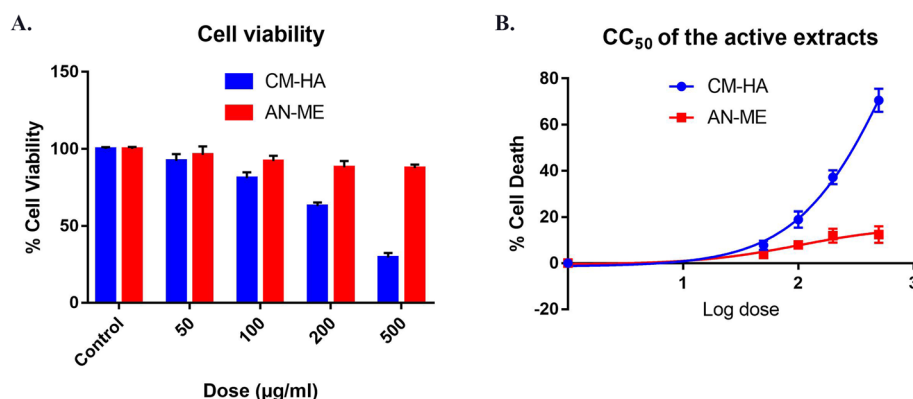 A.
Cell viability
150
100
50
0
% Cell Viability
CM-HA
AN-ME
Control
50
100
200
500
Dose (µg/ml)
B.
CC50 of the active extracts
80
60
40
20
0
-20
% Cell Death
CM-HA
AN-ME
1
2
3
Log dose